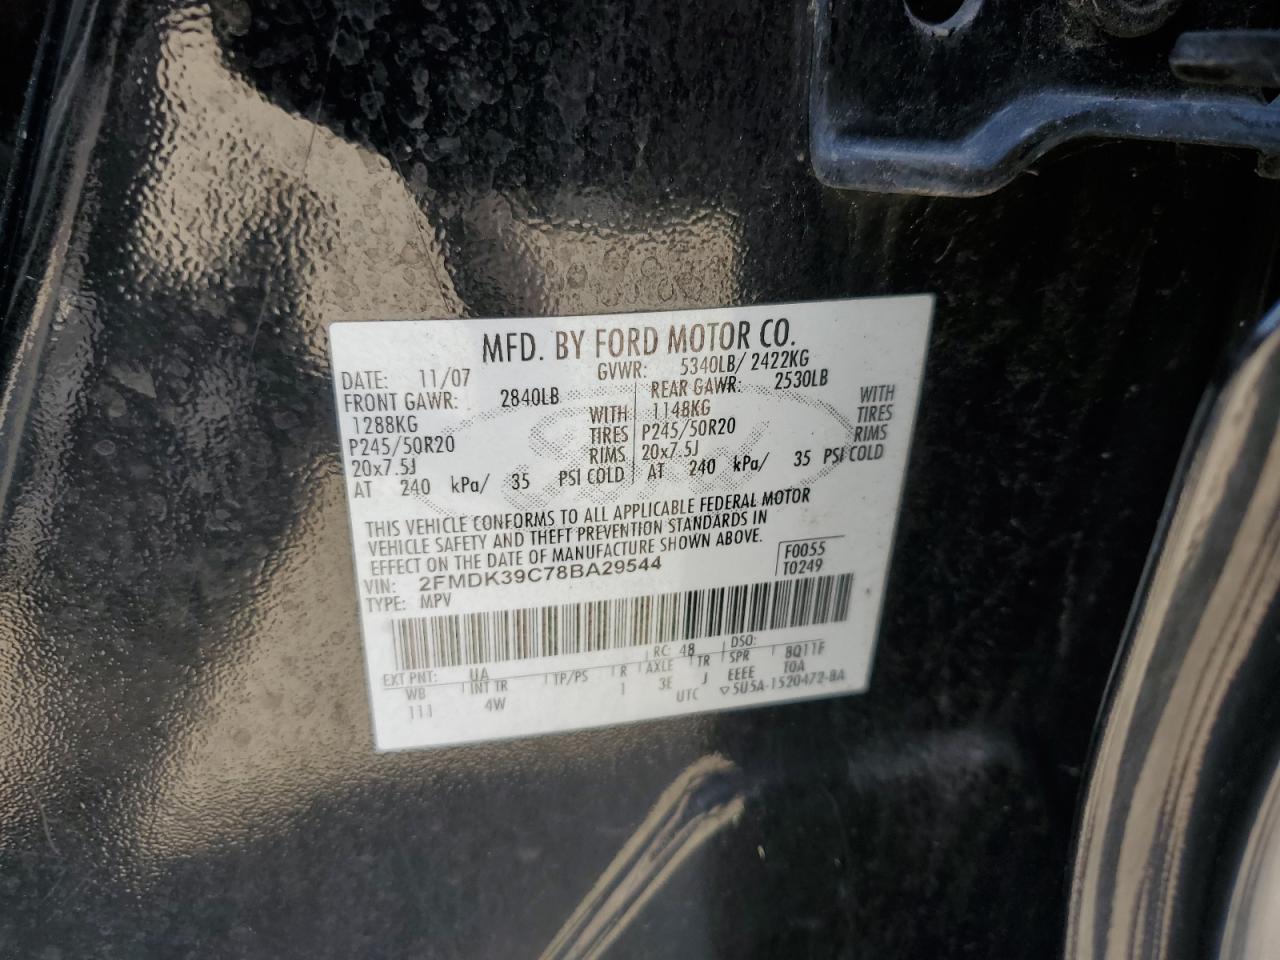 MFD. BY FORD MOTOR CO.
DATE: 11/07 GVWR: 5340LB/ 2422KG
FRONT GAWR: 2840LB REAR GAWR: 2530LB
1288KG WITH 1148KG WITH
P245/50R20 TIRES P245/50R20 TIRES
20x7.5J RIMS 20x7.5J RIMS
AT 240 kPa/ 35 PSI COLD AT 240 kPa/ 35 PSI COLD
THIS VEHICLE CONFORMS TO ALL APPLICABLE FEDERAL MOTOR
VEHICLE SAFETY AND THEFT PREVENTION STANDARDS IN
EFFECT ON THE DATE OF MANUFACTURE SHOWN ABOVE.
VIN: 2FMDK39C78BA29544 F0055
TYPE: MPV T0249
EXT PNT: UA RC: 48 DSO:
WB INT TR TP/PS R AXLE TR SPR 8Q11F
111 4W 1 3E J EEEE T0A
UTC ▽5U5A-1520472-BA